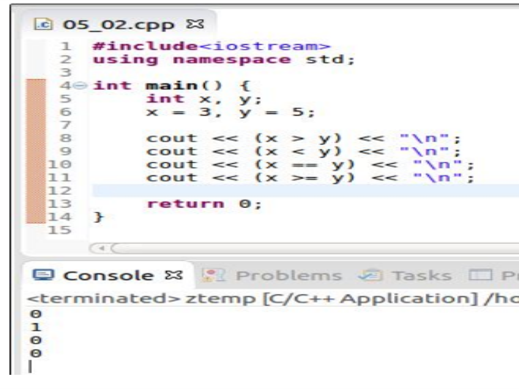 05_02.cpp
1 #include<iostream>
2 using namespace std;
3
4 int main() {
5 int x, y;
6 x = 3, y = 5;
7
8 cout << (x > y) << "\n";
9 cout << (x < y) << "\n";
10 cout << (x == y) << "\n";
11 cout << (x >= y) << "\n";
12
13 return 0;
14 }
15
Console Problems Tasks
<terminated> ztemp [C/C++ Application] /ho
0
1
0
0